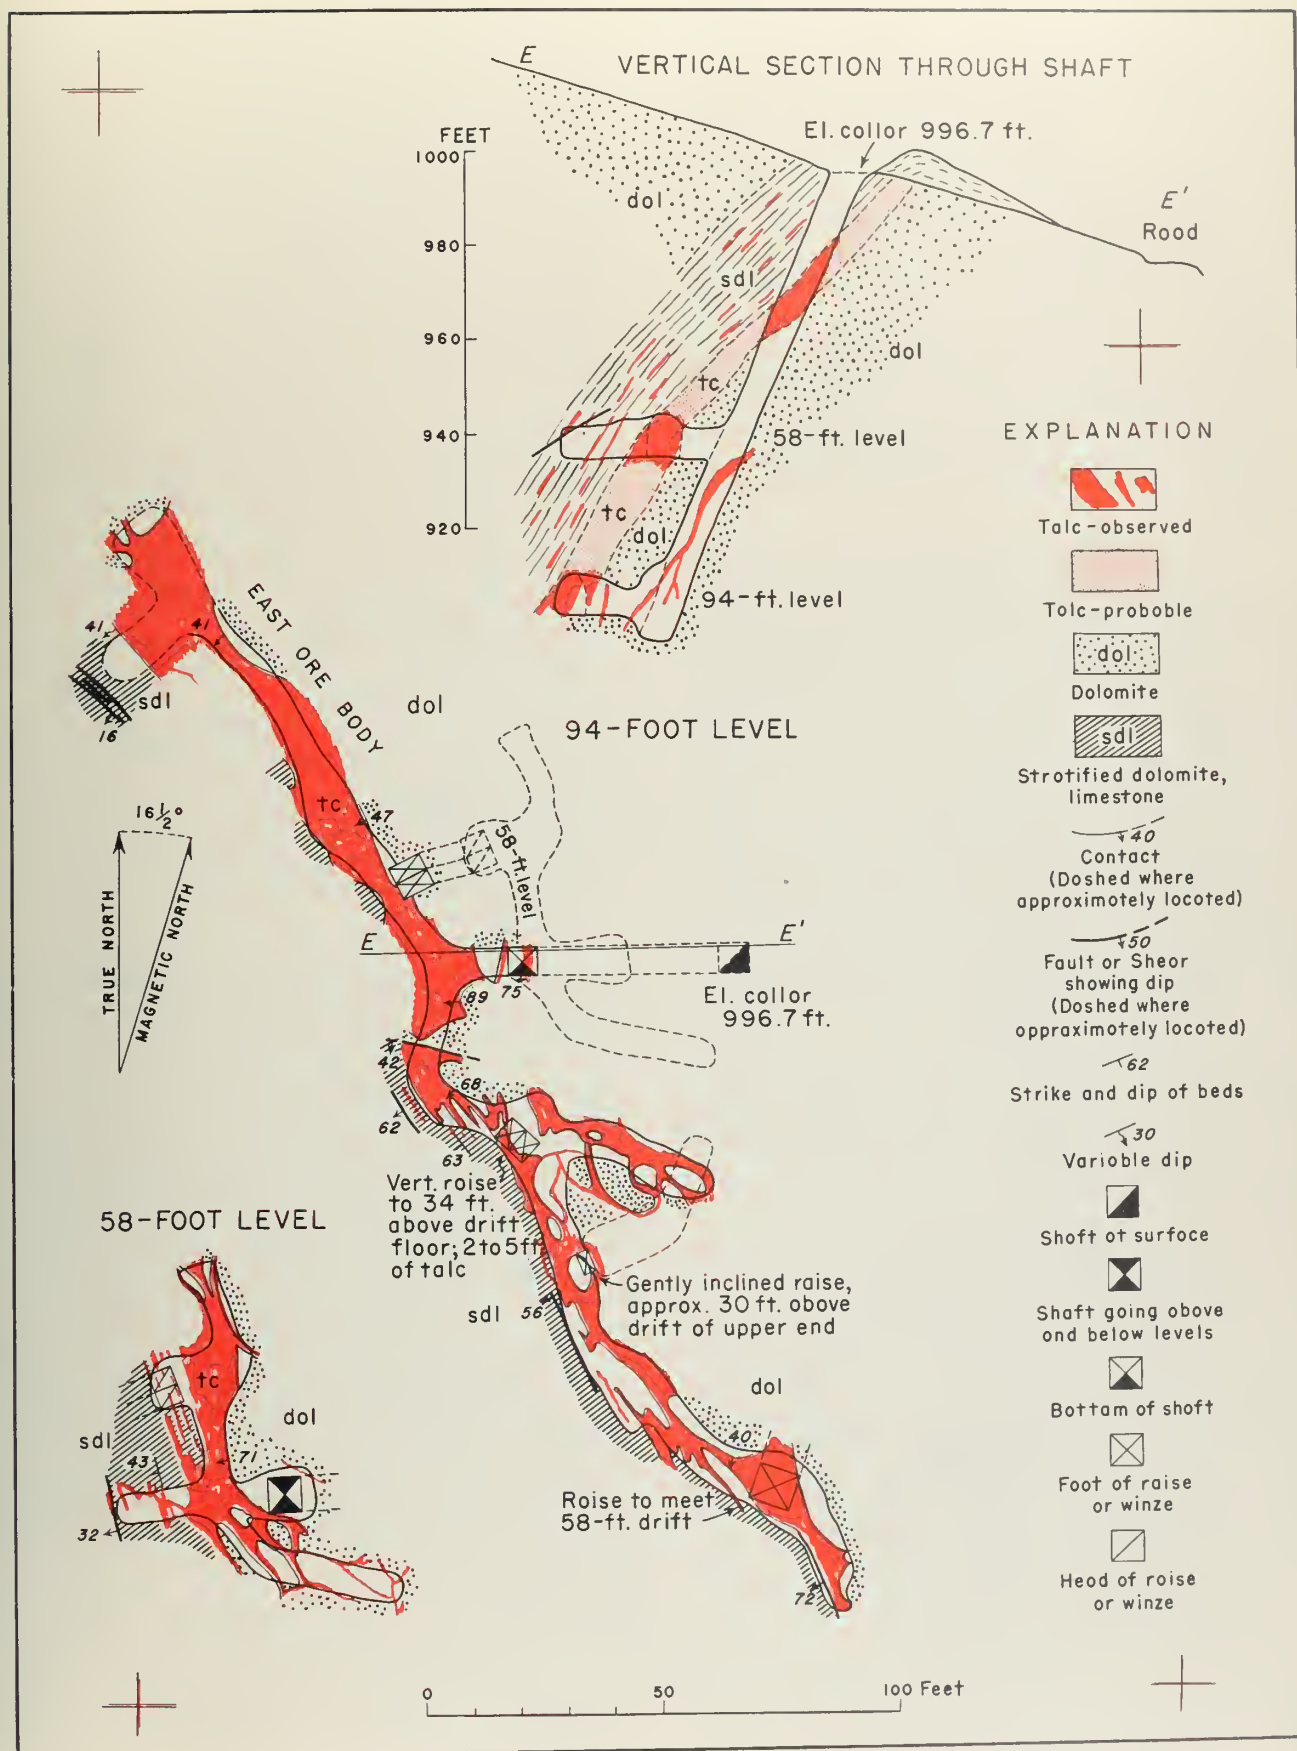 VERTICAL SECTION THROUGH SHAFT
E
FEET
El. collar 996.7 ft.
1000
dol
E'
Road
980
sdl
960
dol
tc
940
58-ft. level
920
tc
dol
94-ft. level
EXPLANATION
Talc-observed
Talc-probable
dol
Dolomite
sdl
Stratified dolomite,
limestone
40
Contact
(Dashed where
approximately located)
50
Fault or Shear
showing dip
(Dashed where
approximately located)
62
Strike and dip of beds
30
Variable dip
Shaft at surface
Shaft going above
and below levels
Bottom of shaft
Foot of raise
or winze
Head of raise
or winze
94-FOOT LEVEL
EAST ORE BODY
dol
41
41
sdl
16
tc
47
58-ft. level
E
E'
El. collar
996.7 ft.
89
75
42
68
62
63
Vert. raise
to 34 ft.
above drift
floor; 2 to 5 ft.
of talc
Gently inclined raise,
approx. 30 ft. above
drift of upper end
sdl
56
dol
40
Raise to meet
58-ft. drift
72
16½°
TRUE NORTH
MAGNETIC NORTH
58-FOOT LEVEL
tc
dol
sdl
43
71
32
0
50
100 Feet